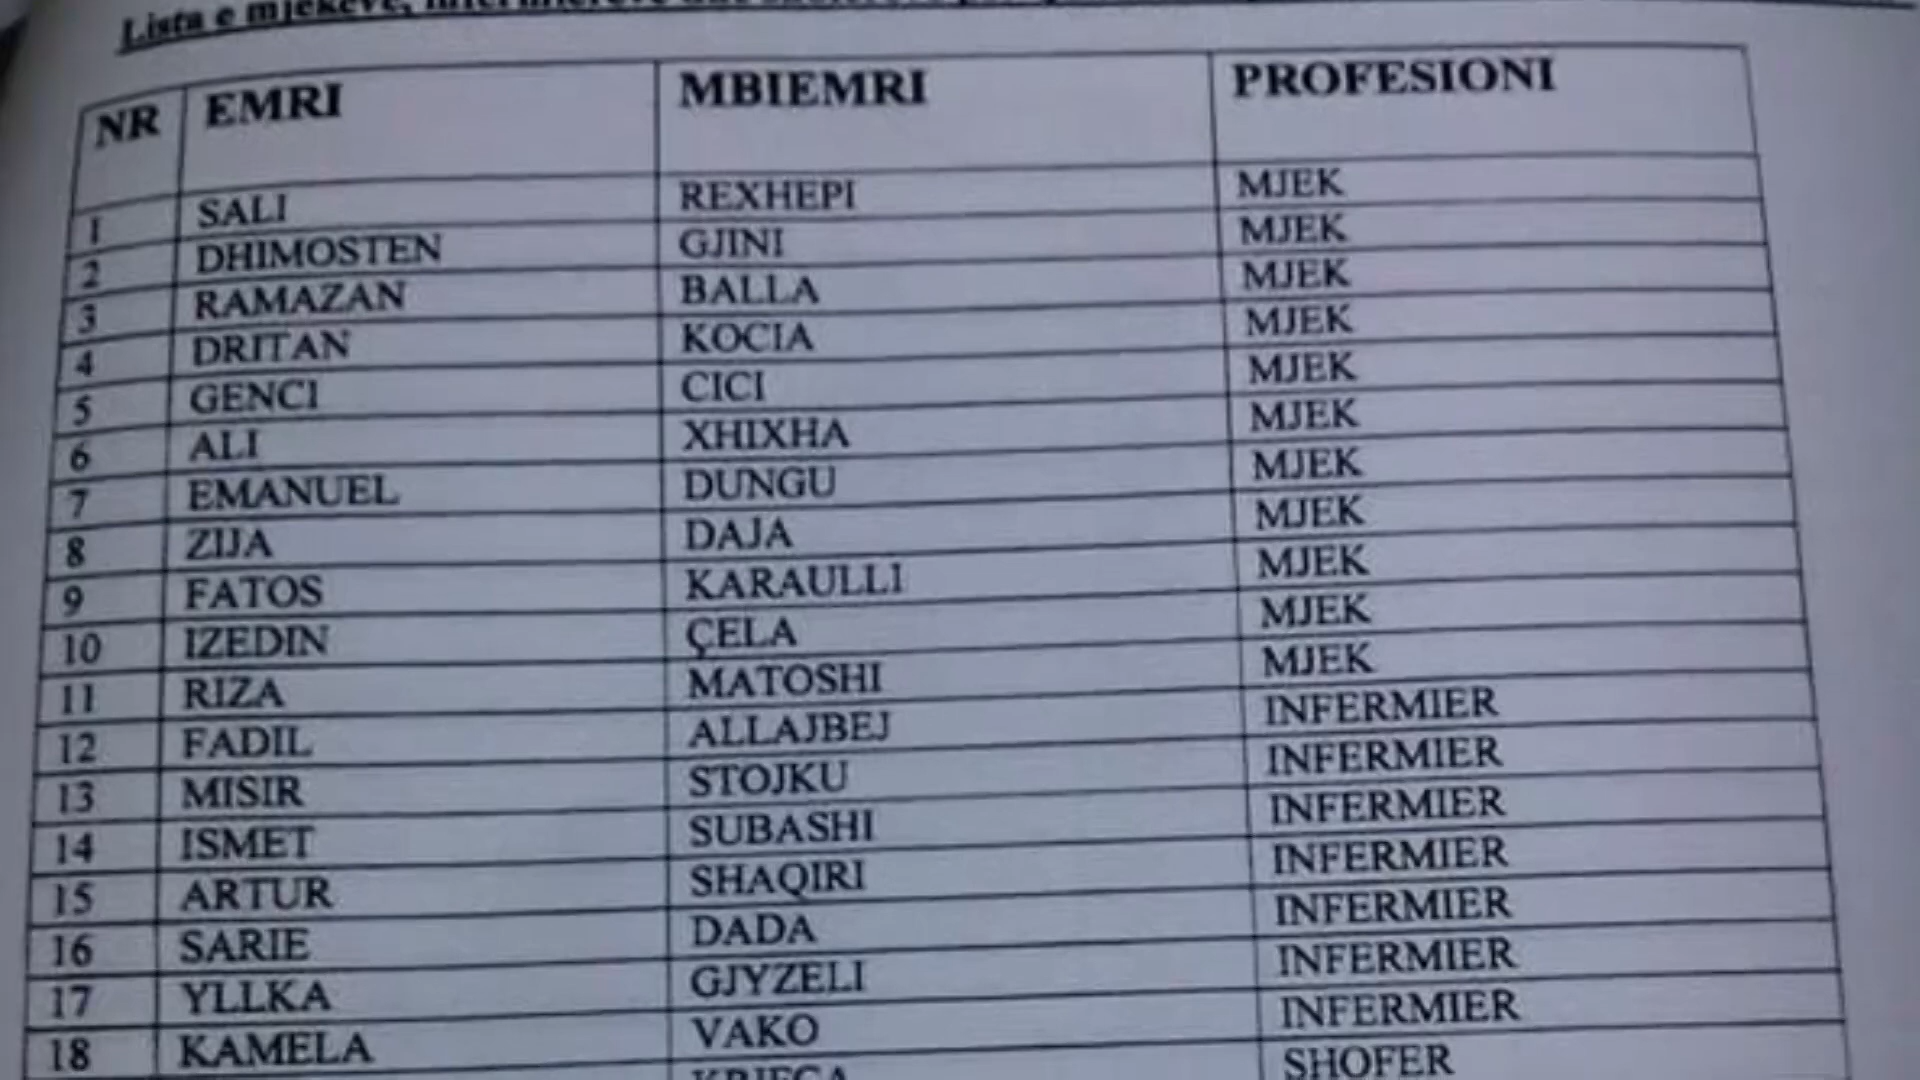 Lista e mjekëve,
NR EMRI MBIEMRI PROFESIONI
1 SALI REXHEPI MJEK
2 DHIMOSTEN GJINI MJEK
3 RAMAZAN BALLA MJEK
4 DRITAN KOCIA MJEK
5 GENCI CICI MJEK
6 ALI XHIXHA MJEK
7 EMANUEL DUNGU MJEK
8 ZIJA DAJA MJEK
9 FATOS KARAULLI MJEK
10 IZEDIN ÇELA MJEK
11 RIZA MATOSHI MJEK
12 FADIL ALLAJBEJ INFERMIER
13 MISIR STOJKU INFERMIER
14 ISMET SUBASHI INFERMIER
15 ARTUR SHAQIRI INFERMIER
16 SARIE DADA INFERMIER
17 YLLKA GJYZELI INFERMIER
18 KAMELA VAKO INFERMIER
SHOFER